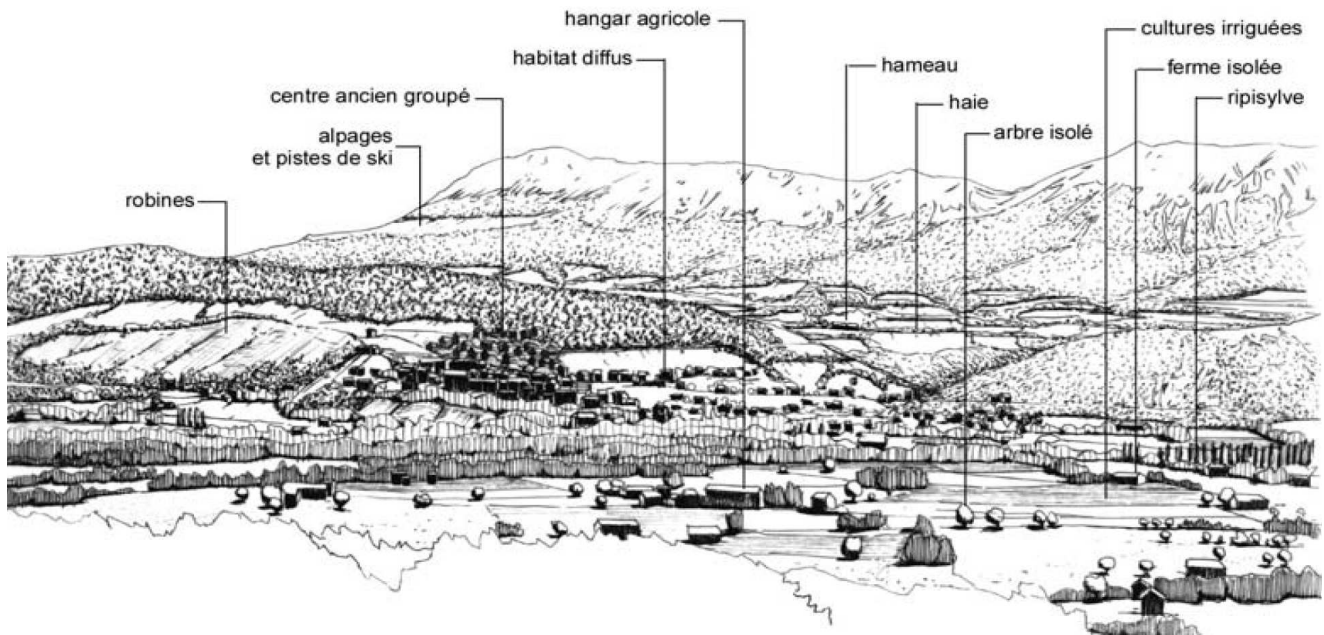 hangar agricole
cultures irriguées
habitat diffus
hameau
ferme isolée
centre ancien groupé
haie
ripisylve
alpages
et pistes de ski
arbre isolé
robines